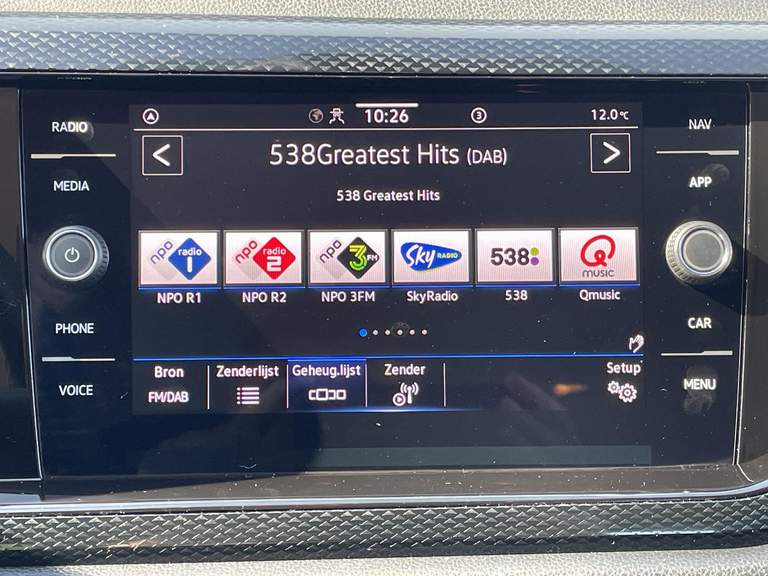 RADIO
MEDIA
PHONE
VOICE
10:26
3
12.0°C
<
538Greatest Hits (DAB)
>
538 Greatest Hits
npo radio 1
npo radio 2
npo 3FM
Sky RADIO
538
Q MUSIC
NPO R1
NPO R2
NPO 3FM
SkyRadio
538
Qmusic
Bron
FM/DAB
Zenderlijst
Geheug.lijst
Zender
Setup
NAV
APP
CAR
MENU